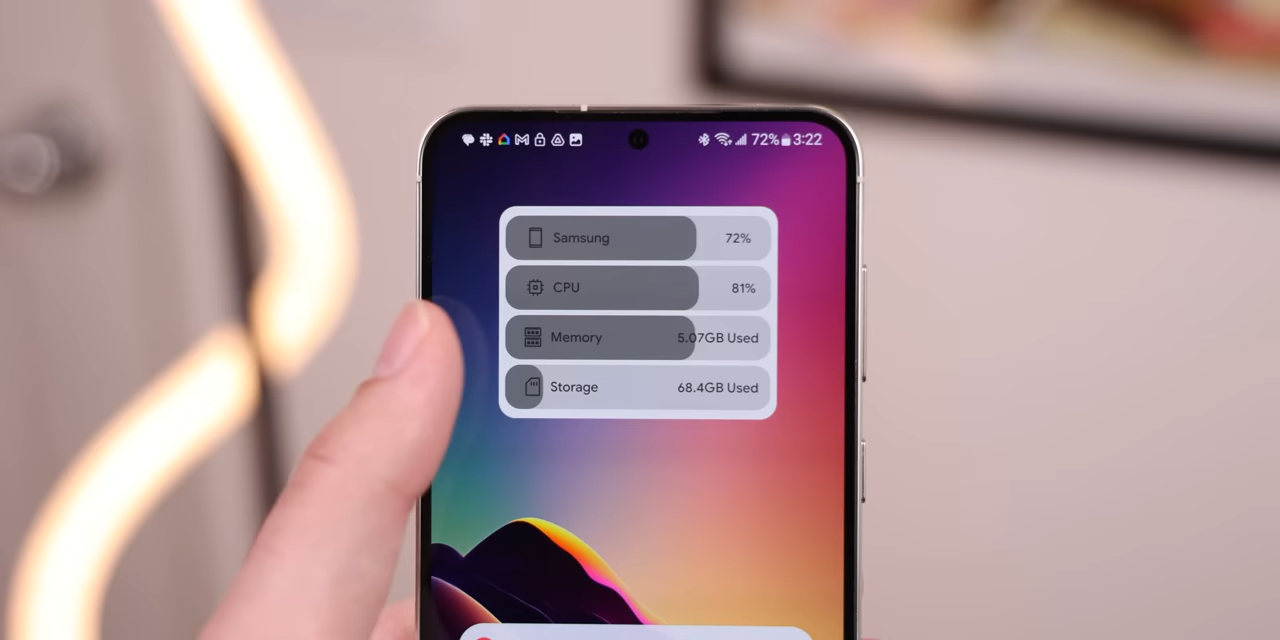 72% 3:22
Samsung 72%
CPU 81%
Memory 5.07GB Used
Storage 68.4GB Used